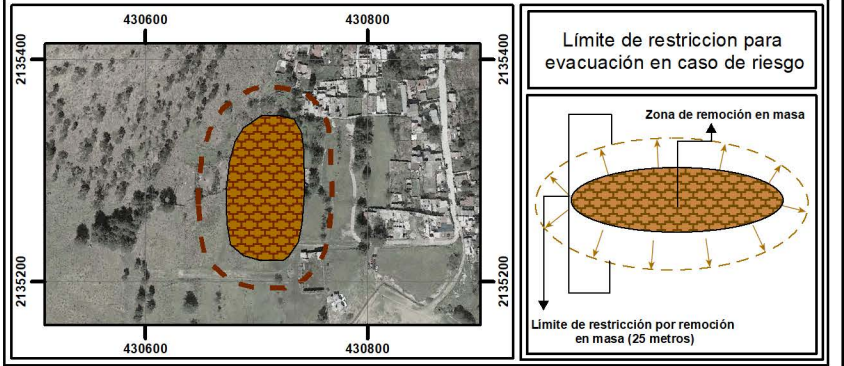 430600 430800
2135400 2135400
2135200 2135200
430600 430800
Límite de restriccion para
evacuación en caso de riesgo
Zona de remoción en masa
Límite de restricción por remoción
en masa (25 metros)